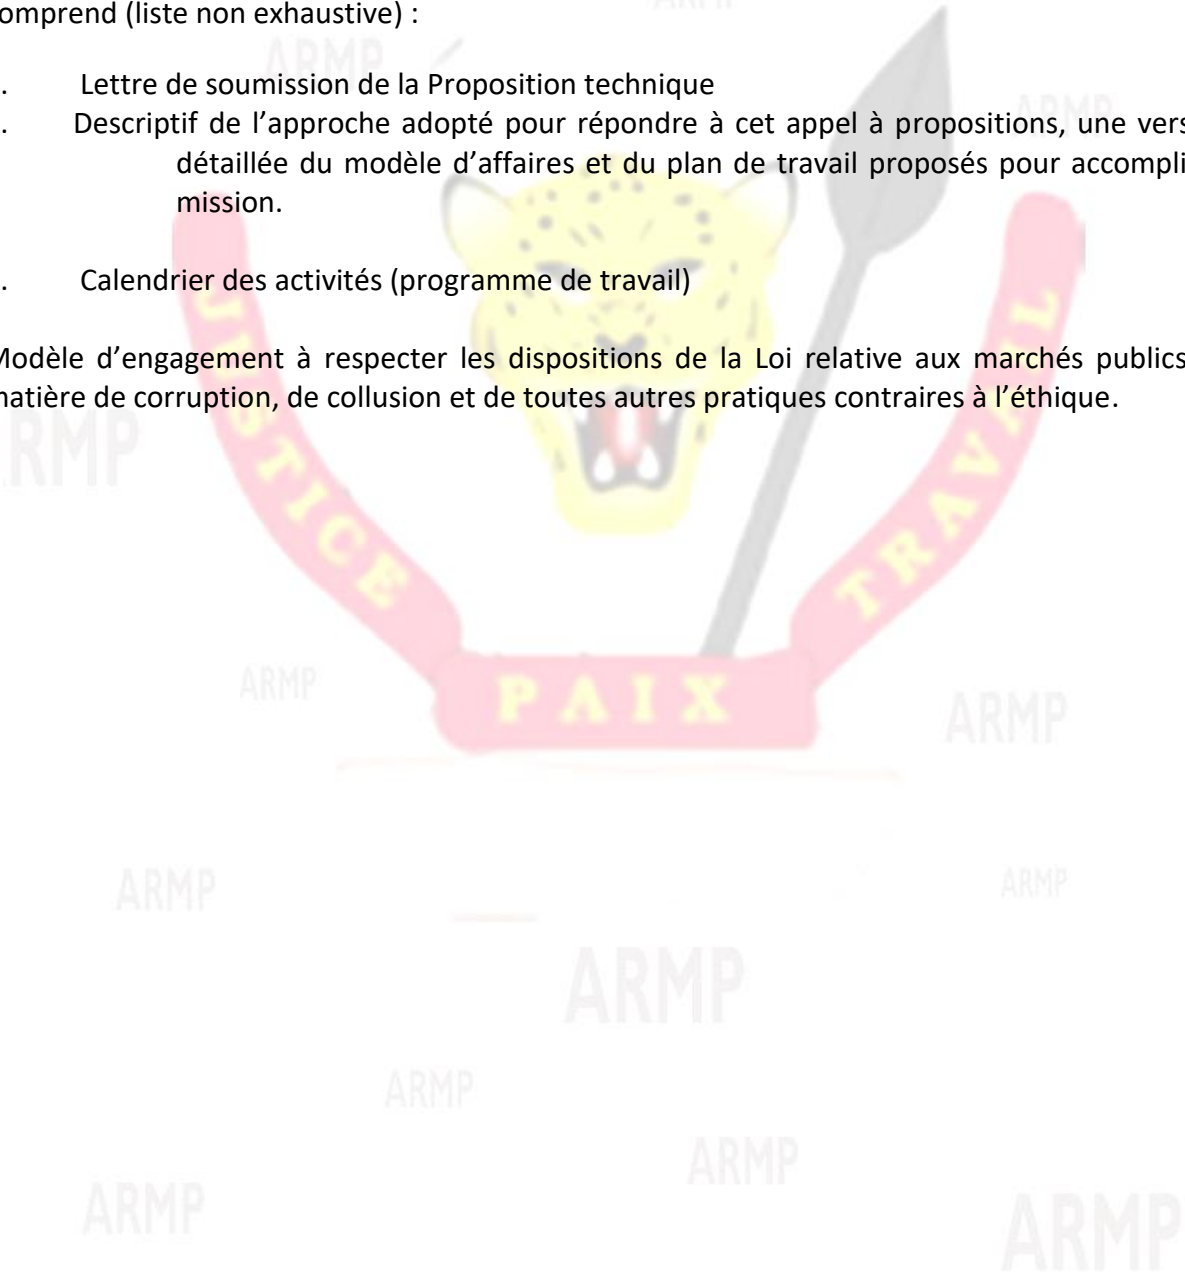 omprend (liste non exhaustive) :
. Lettre de soumission de la Proposition technique
. Descriptif de l’approche adopté pour répondre à cet appel à propositions, une vers
détaillée du modèle d’affaires et du plan de travail proposés pour accompli
mission.
. Calendrier des activités (programme de travail)
Modèle d’engagement à respecter les dispositions de la Loi relative aux marchés publics
matière de corruption, de collusion et de toutes autres pratiques contraires à l’éthique.
JUSTICE
PAIX
TRAVAIL
ARMP
ARMP
ARMP
RMP
ARMP
ARMP
ARMP
ARMP
ARMP
ARMP
ARMP
ARMP
ARMP